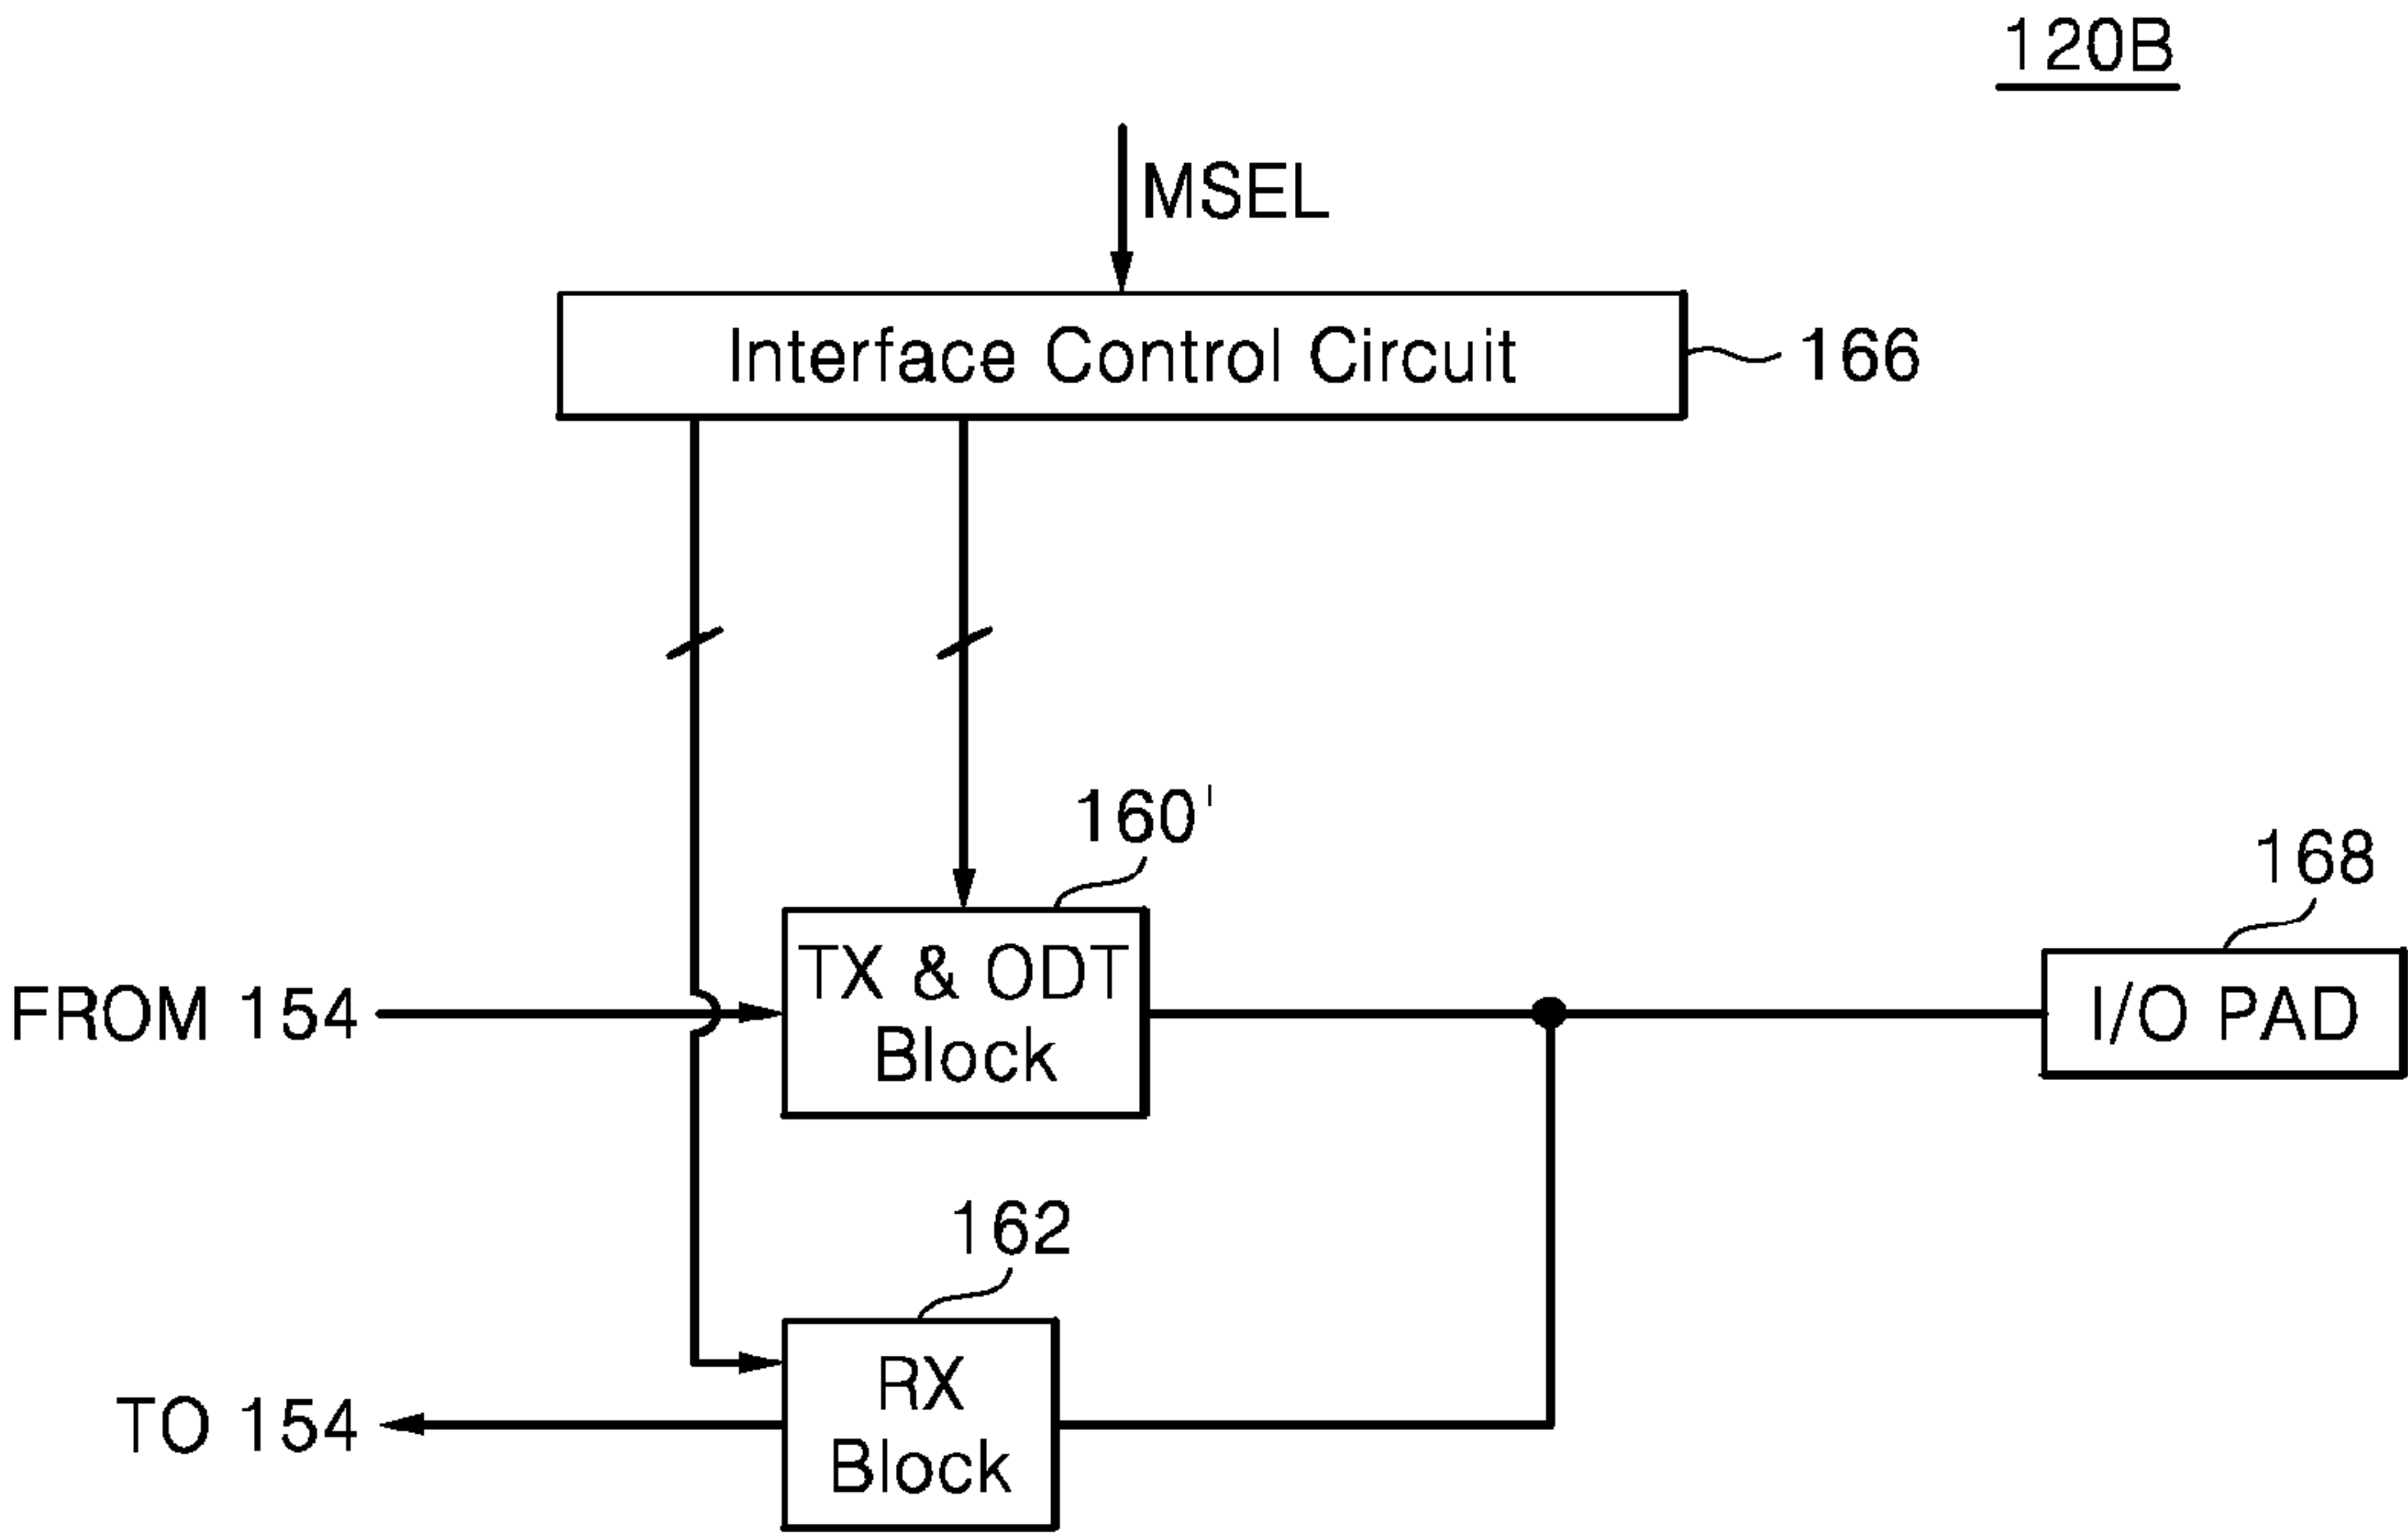 120B
MSEL
Interface Control Circuit
166
160'
168
FROM 154
TX & ODT
Block
I/O PAD
162
TO 154
RX
Block